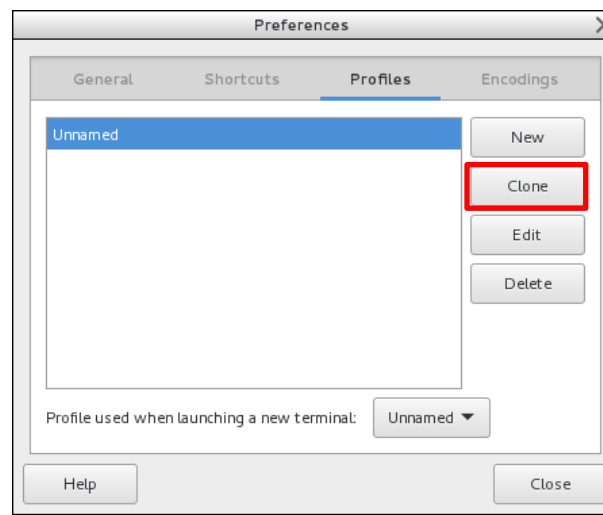 Preferences
General Shortcuts Profiles Encodings
Unnamed
New
Clone
Edit
Delete
Profile used when launching a new terminal: Unnamed
Help
Close